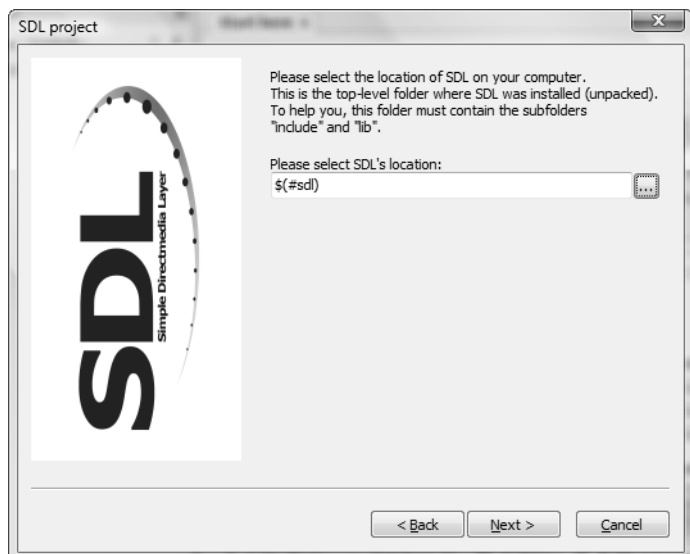 SDL project
X
SDL
Simple Directmedia Layer
Please select the location of SDL on your computer.
This is the top-level folder where SDL was installed (unpacked).
To help you, this folder must contain the subfolders
"include" and "lib".
Please select SDL's location:
$(#sdl)
...
< Back
Next >
Cancel